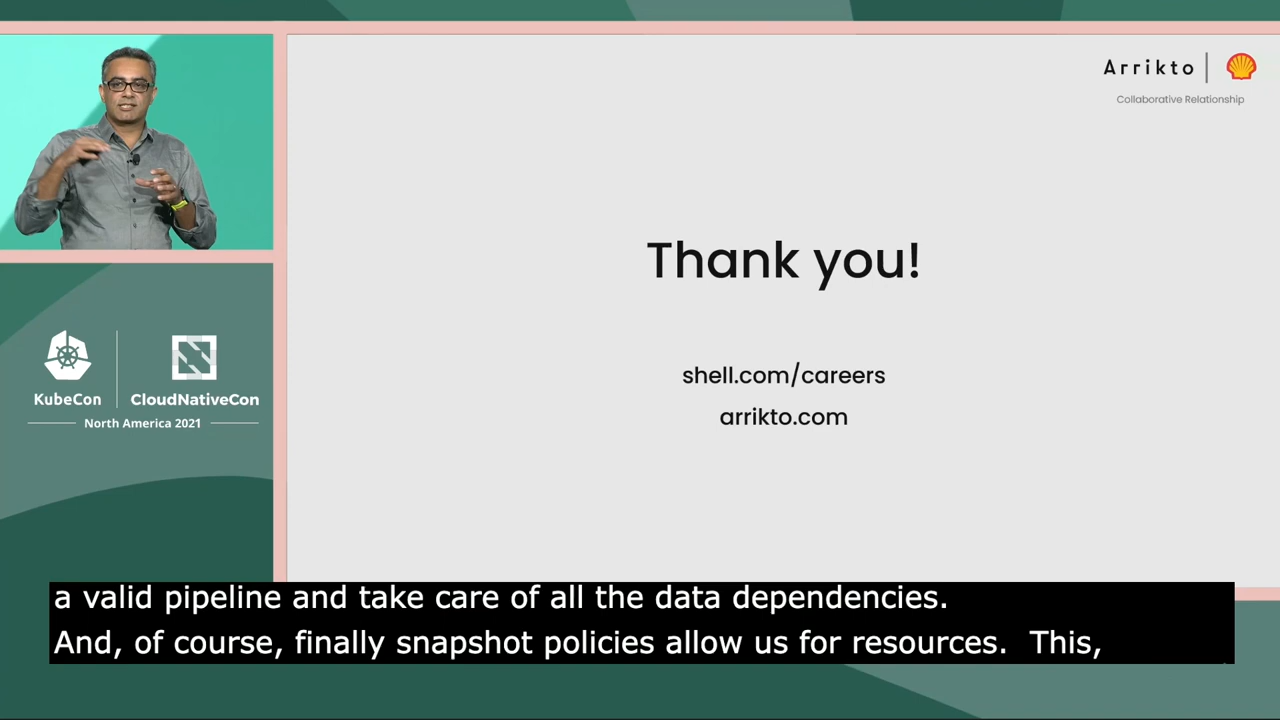 Arrikto
Collaborative Relationship
Thank you!
shell.com/careers
arrikto.com
KubeCon
CloudNativeCon
North America 2021
a valid pipeline and take care of all the data dependencies.
And, of course, finally snapshot policies allow us for resources.  This,